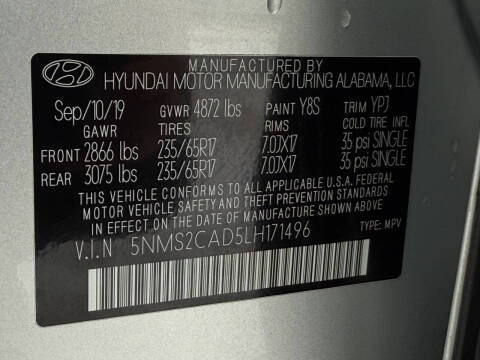 MANUFACTURED BY
HYUNDAI MOTOR MANUFACTURING ALABAMA, LLC
Sep/10/19 GVWR 4872 lbs PAINT Y8S TRIM YPJ
GAWR TIRES RIMS COLD TIRE INFL
FRONT 2866 lbs 235/65R17 7.0JX17 35 psi SINGLE
REAR 3075 lbs 235/65R17 7.0JX17 35 psi SINGLE
THIS VEHICLE CONFORMS TO ALL APPLICABLE U.S.A. FEDERAL
MOTOR VEHICLE SAFETY AND THEFT PREVENTION STANDARDS
IN EFFECT ON THE DATE OF MANUFACTURE SHOWN ABOVE.
V.I.N 5NMS2CAD5LH171496 TYPE: MPV